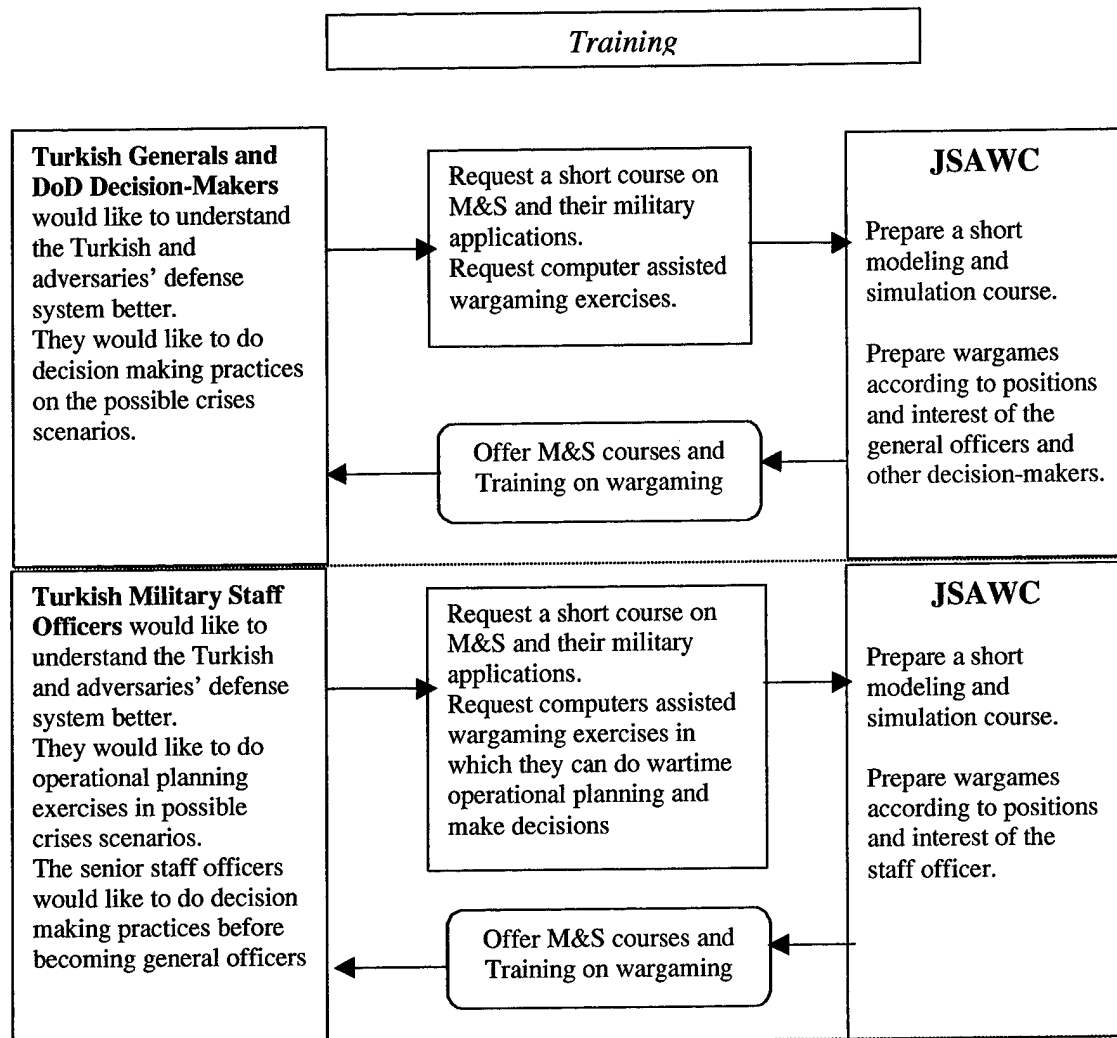 Training
Turkish Generals and
DoD Decision-Makers
would like to understand
the Turkish and
adversaries’ defense
system better.
They would like to do
decision making practices
on the possible crises
scenarios.
Request a short course on
M&S and their military
applications.
Request computer assisted
wargaming exercises.
JSAWC
Prepare a short
modeling and
simulation course.
Prepare wargames
according to positions
and interest of the
general officers and
other decision-makers.
Offer M&S courses and
Training on wargaming
Turkish Military Staff
Officers would like to
understand the Turkish
and adversaries’ defense
system better.
They would like to do
operational planning
exercises in possible
crises scenarios.
The senior staff officers
would like to do decision
making practices before
becoming general officers
Request a short course on
M&S and their military
applications.
Request computers assisted
wargaming exercises in
which they can do wartime
operational planning and
make decisions
JSAWC
Prepare a short
modeling and
simulation course.
Prepare wargames
according to positions
and interest of the
staff officer.
Offer M&S courses and
Training on wargaming